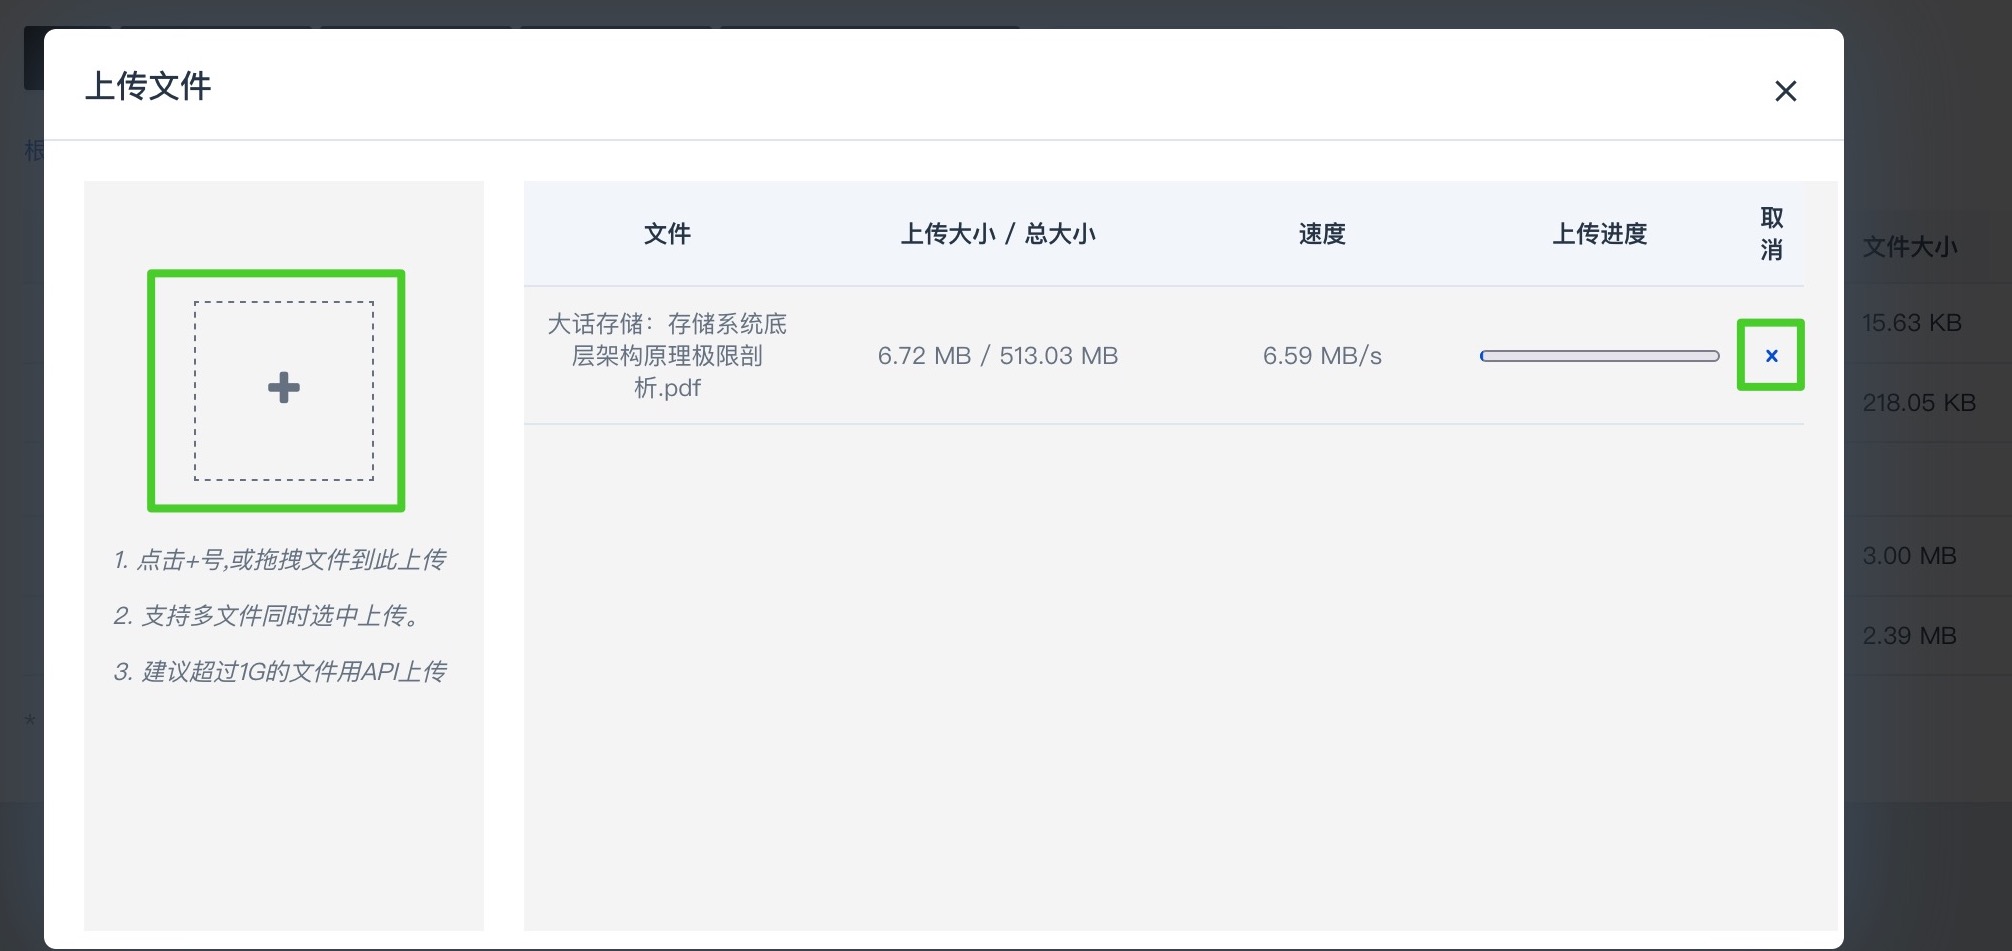 上传文件
根
文件
上传大小 / 总大小
速度
上传进度
取
消
文件大小
大话存储：存储系统底
层架构原理极限剖
析.pdf
6.72 MB / 513.03 MB
6.59 MB/s
15.63 KB
218.05 KB
1. 点击+号,或拖拽文件到此上传
2. 支持多文件同时选中上传。
3. 建议超过1G的文件用API上传
3.00 MB
2.39 MB
*